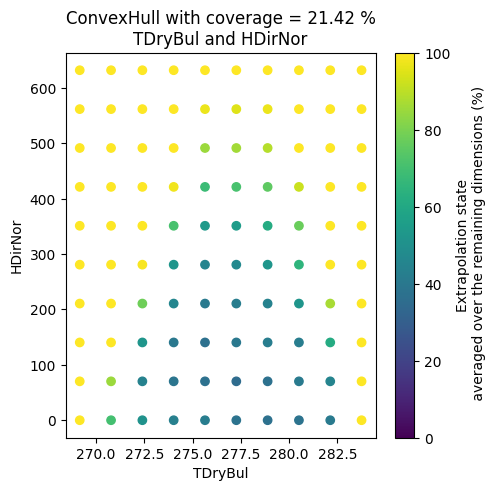 ConvexHull with coverage = 21.42 %
TDryBul and HDirNor
600
500
400
300
200
100
0
HDirNor
270.0 272.5 275.0 277.5 280.0 282.5
TDryBul
100
80
60
40
20
0
Extrapolation state
averaged over the remaining dimensions (%)